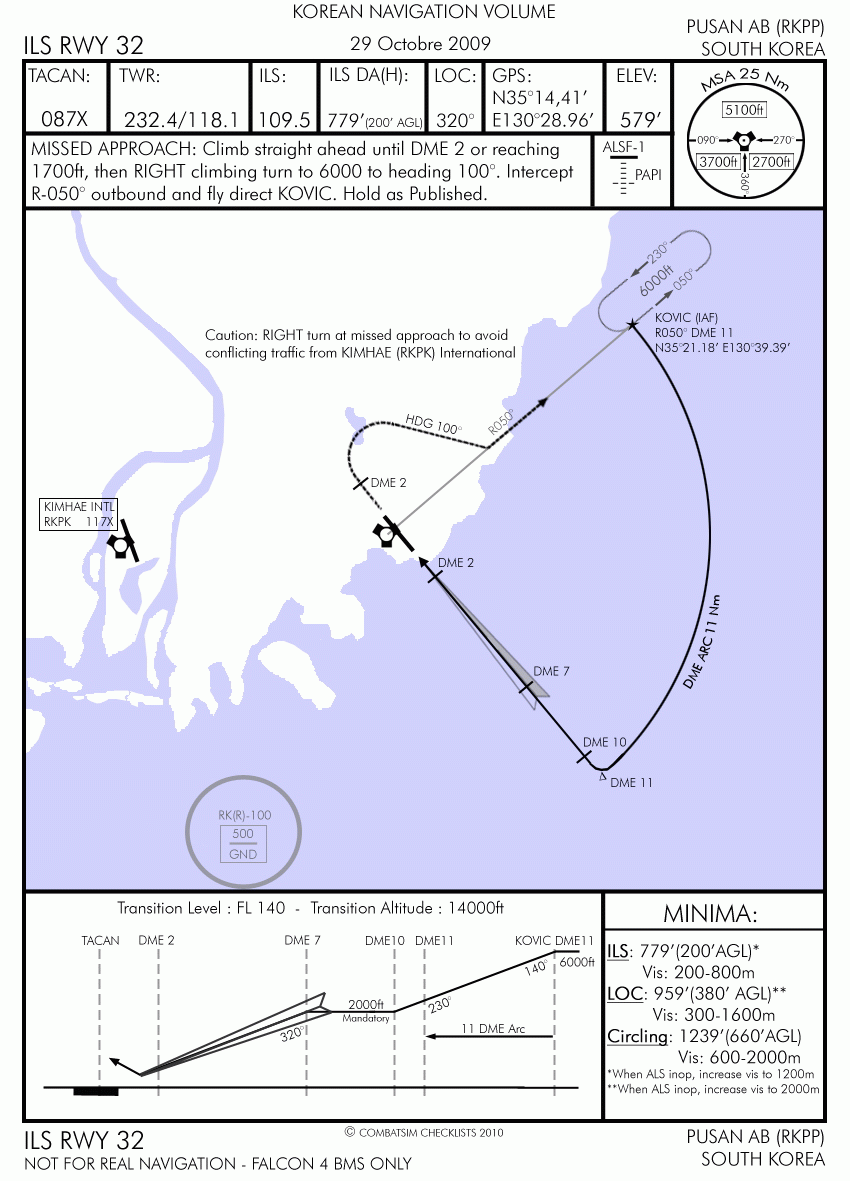 KOREAN NAVIGATION VOLUME
ILS RWY 32
29 Octobre 2009
PUSAN AB (RKPP)
SOUTH KOREA
TACAN:
087X
TWR:
232.4/118.1
ILS:
109.5
ILS DA(H):
779'(200' AGL)
LOC:
320°
GPS:
N35°14,41'
E130°28.96'
ELEV:
579'
MSA 25 Nm
5100ft
090°
270°
3700ft
2700ft
360°
MISSED APPROACH: Climb straight ahead until DME 2 or reaching
1700ft, then RIGHT climbing turn to 6000 to heading 100°. Intercept
R-050° outbound and fly direct KOVIC. Hold as Published.
ALSF-1
PAPI
230°
6000ft
050°
KOVIC (IAF)
R050° DME 11
N35°21.18' E130°39.39'
Caution: RIGHT turn at missed approach to avoid
conflicting traffic from KIMHAE (RKPK) International
HDG 100°
R050°
DME 2
KIMHAE INTL
RKPK 117X
DME 2
DME ARC 11 Nm
DME 7
DME 10
DME 11
RK(R)-100
500
GND
Transition Level : FL 140 - Transition Altitude : 14000ft
TACAN
DME 2
DME 7
DME10
DME11
KOVIC DME11
6000ft
140°
230°
2000ft
Mandatory
320°
11 DME Arc
MINIMA:
ILS: 779'(200'AGL)*
Vis: 200-800m
LOC: 959'(380' AGL)**
Vis: 300-1600m
Circling: 1239'(660'AGL)
Vis: 600-2000m
*When ALS inop, increase vis to 1200m
**When ALS inop, increase vis to 2000m
ILS RWY 32
NOT FOR REAL NAVIGATION - FALCON 4 BMS ONLY
© COMBATSIM CHECKLISTS 2010
PUSAN AB (RKPP)
SOUTH KOREA